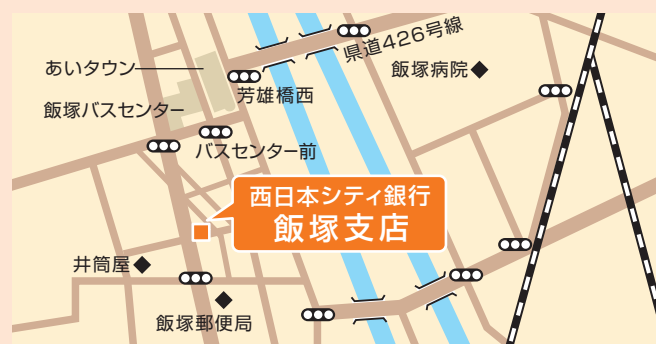 県道426号線
あいタウン
飯塚病院
芳雄橋西
飯塚バスセンター
バスセンター前
西日本シティ銀行
飯塚支店
井筒屋
飯塚郵便局